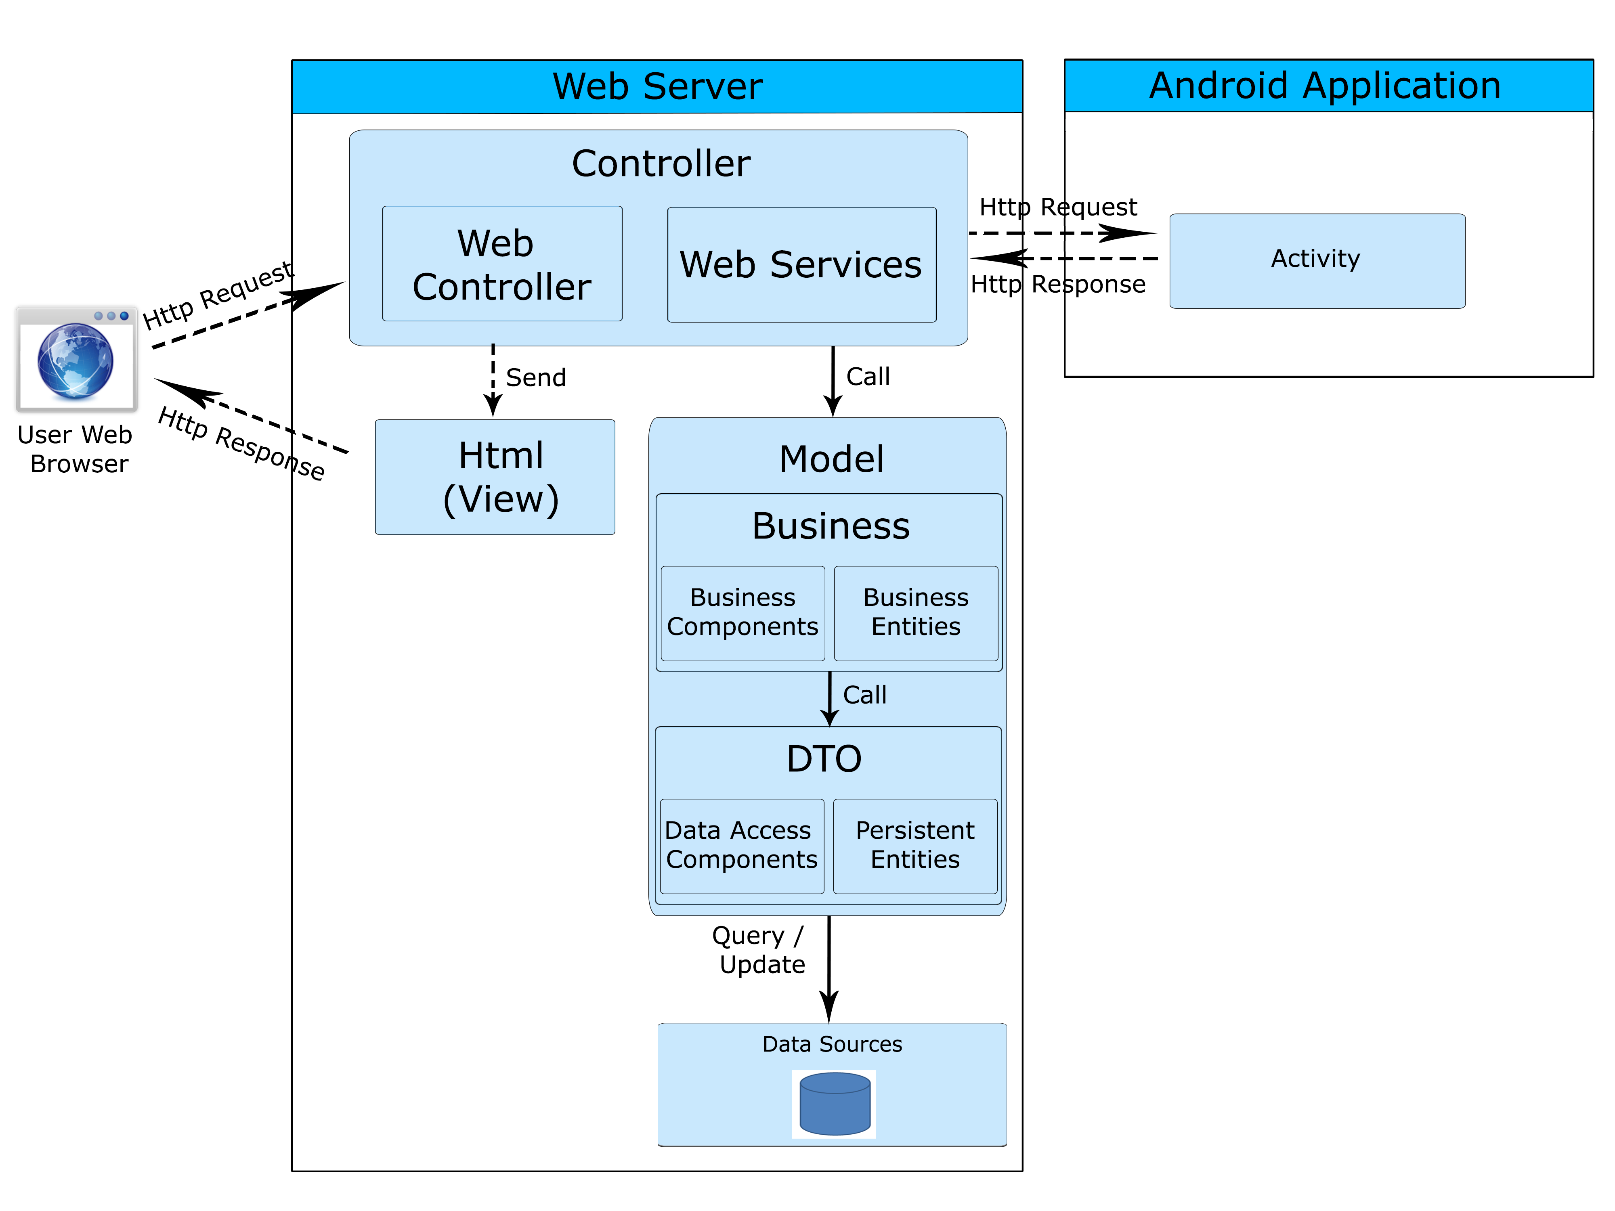 Web Server
Android Application
Controller
Web
Controller
Web Services
Http Request
Http Response
Activity
Http Request
Http Response
User Web
Browser
Send
Call
Html
(View)
Model
Business
Business
Components
Business
Entities
Call
DTO
Data Access
Components
Persistent
Entities
Query /
Update
Data Sources